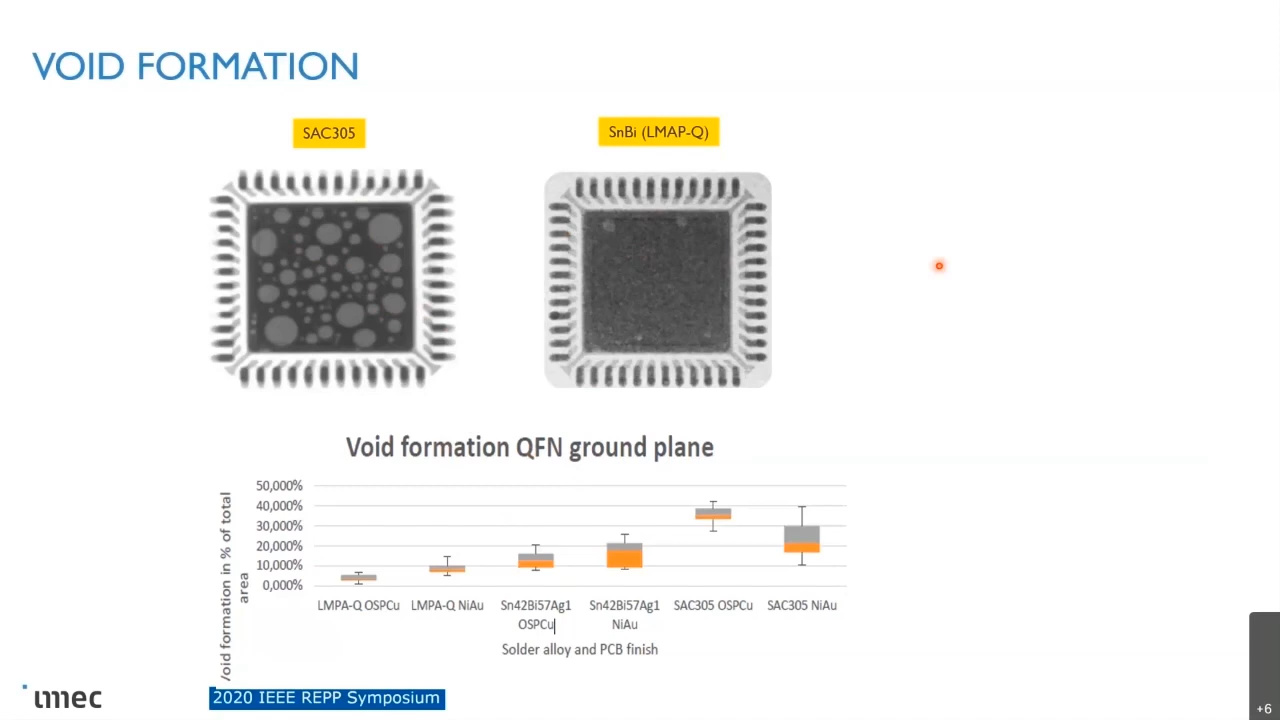 VOID FORMATION
SAC305
SnBi (LMAP-Q)
Void formation QFN ground plane
/oid formation in % of total
area
50,000%
40,000%
30,000%
20,000%
10,000%
0,000%
LMPA-Q OSPCu
LMPA-Q NiAu
Sn42Bi57Ag1
OSPCu
Sn42Bi57Ag1
NiAu
SAC305 OSPCu
SAC305 NiAu
Solder alloy and PCB finish
imec
2020 IEEE REPP Symposium
+6